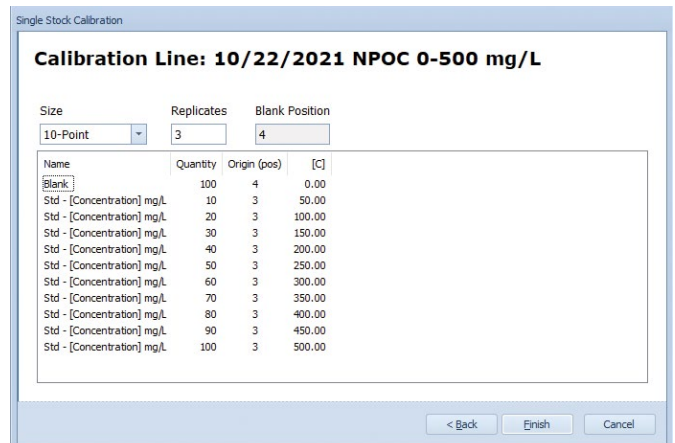 Single Stock Calibration
Calibration Line: 10/22/2021 NPOC 0-500 mg/L
Size Replicates Blank Position
10-Point 3 4
Name Quantity Origin (pos) [C]
Blank 100 4 0.00
Std - [Concentration] mg/L 10 3 50.00
Std - [Concentration] mg/L 20 3 100.00
Std - [Concentration] mg/L 30 3 150.00
Std - [Concentration] mg/L 40 3 200.00
Std - [Concentration] mg/L 50 3 250.00
Std - [Concentration] mg/L 60 3 300.00
Std - [Concentration] mg/L 70 3 350.00
Std - [Concentration] mg/L 80 3 400.00
Std - [Concentration] mg/L 90 3 450.00
Std - [Concentration] mg/L 100 3 500.00
< Back Finish Cancel